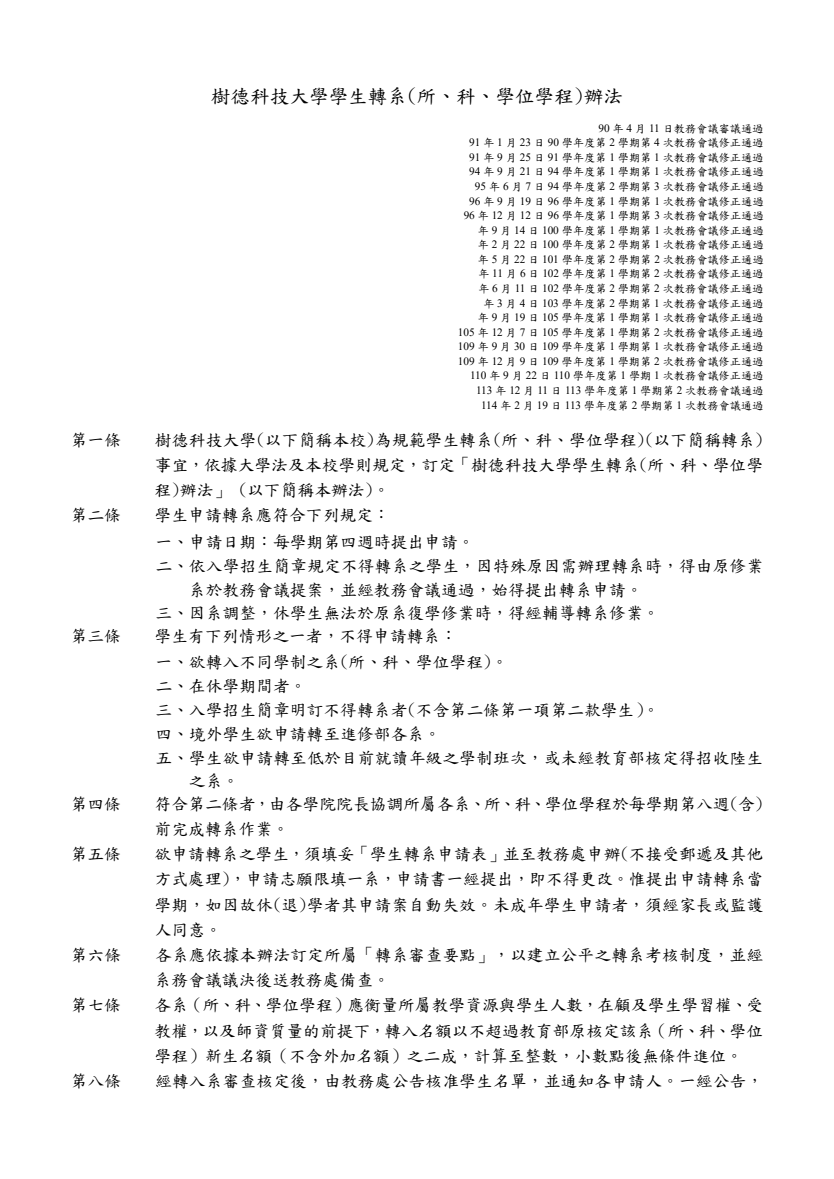 樹德科技大學學生轉系(所、科、學位學程)辦法
90 年 4 月 11 日教務會議審議通過
91 年 1 月 23 日 90 學年度第 2 學期第 4 次教務會議修正通過
91 年 9 月 25 日 91 學年度第 1 學期第 1 次教務會議修正通過
94 年 9 月 21 日 94 學年度第 1 學期第 1 次教務會議修正通過
95 年 6 月 7 日 94 學年度第 2 學期第 3 次教務會議修正通過
96 年 9 月 19 日 96 學年度第 1 學期第 1 次教務會議修正通過
96 年 12 月 12 日 96 學年度第 1 學期第 3 次教務會議修正通過
年 9 月 14 日 100 學年度第 1 學期第 1 次教務會議修正通過
年 2 月 22 日 100 學年度第 2 學期第 1 次教務會議修正通過
年 5 月 22 日 101 學年度第 2 學期第 2 次教務會議修正通過
年 11 月 6 日 102 學年度第 1 學期第 2 次教務會議修正通過
年 6 月 11 日 102 學年度第 2 學期第 2 次教務會議修正通過
年 3 月 4 日 103 學年度第 2 學期第 1 次教務會議修正通過
年 9 月 19 日 105 學年度第 1 學期第 1 次教務會議修正通過
105 年 12 月 7 日 105 學年度第 1 學期第 2 次教務會議修正通過
109 年 9 月 30 日 109 學年度第 1 學期第 1 次教務會議修正通過
109 年 12 月 9 日 109 學年度第 1 學期第 2 次教務會議修正通過
110 年 9 月 22 日 110 學年度第 1 學期 1 次教務會議修正通過
113 年 12 月 11 日 113 學年度第 1 學期第 2 次教務會議通過
114 年 2 月 19 日 113 學年度第 2 學期第 1 次教務會議通過
第一條 樹德科技大學(以下簡稱本校)為規範學生轉系(所、科、學位學程)(以下簡稱轉系)
事宜，依據大學法及本校學則規定，訂定「樹德科技大學學生轉系(所、科、學位學
程)辦法」 (以下簡稱本辦法)。
第二條 學生申請轉系應符合下列規定：
一、申請日期：每學期第四週時提出申請。
二、依入學招生簡章規定不得轉系之學生，因特殊原因需辦理轉系時，得由原修業
系於教務會議提案，並經教務會議通過，始得提出轉系申請。
三、因系調整，休學生無法於原系復學修業時，得經輔導轉系修業。
第三條 學生有下列情形之一者，不得申請轉系：
一、欲轉入不同學制之系(所、科、學位學程)。
二、在休學期間者。
三、入學招生簡章明訂不得轉系者(不含第二條第一項第二款學生)。
四、境外學生欲申請轉至進修部各系。
五、學生欲申請轉至低於目前就讀年級之學制班次，或未經教育部核定得招收陸生
之系。
第四條 符合第二條者，由各學院院長協調所屬各系、所、科、學位學程於每學期第八週(含)
前完成轉系作業。
第五條 欲申請轉系之學生，須填妥「學生轉系申請表」並至教務處申辦(不接受郵遞及其他
方式處理)，申請志願限填一系，申請書一經提出，即不得更改。惟提出申請轉系當
學期，如因故休(退)學者其申請案自動失效。未成年學生申請者，須經家長或監護
人同意。
第六條 各系應依據本辦法訂定所屬「轉系審查要點」，以建立公平之轉系考核制度，並經
系務會議議決後送教務處備查。
第七條 各系（所、科、學位學程）應衡量所屬教學資源與學生人數，在顧及學生學習權、受
教權，以及師資質量的前提下，轉入名額以不超過教育部原核定該系（所、科、學位
學程）新生名額（不含外加名額）之二成，計算至整數，小數點後無條件進位。
第八條 經轉入系審查核定後，由教務處公告核准學生名單，並通知各申請人。一經公告，